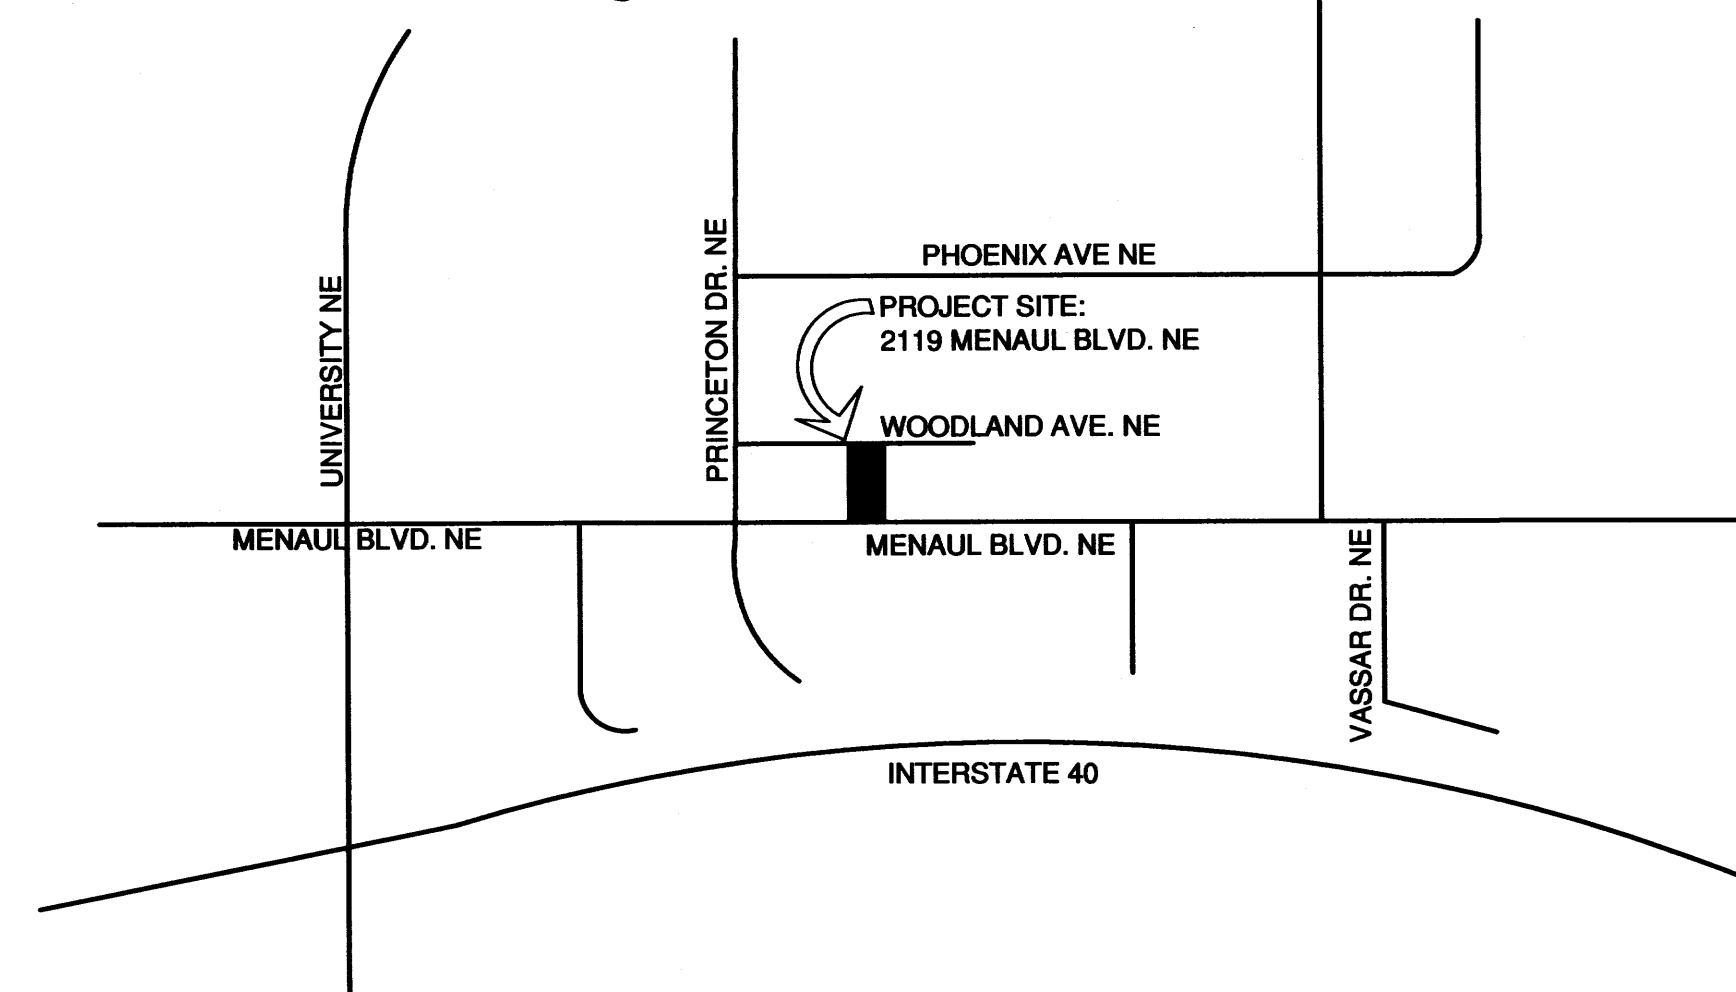 PHOENIX AVE NE
PRINCETON DR. NE
UNIVERSITY NE
PROJECT SITE:
2119 MENAUL BLVD. NE
WOODLAND AVE. NE
MENAUL BLVD. NE
MENAUL BLVD. NE
VASSAR DR. NE
INTERSTATE 40